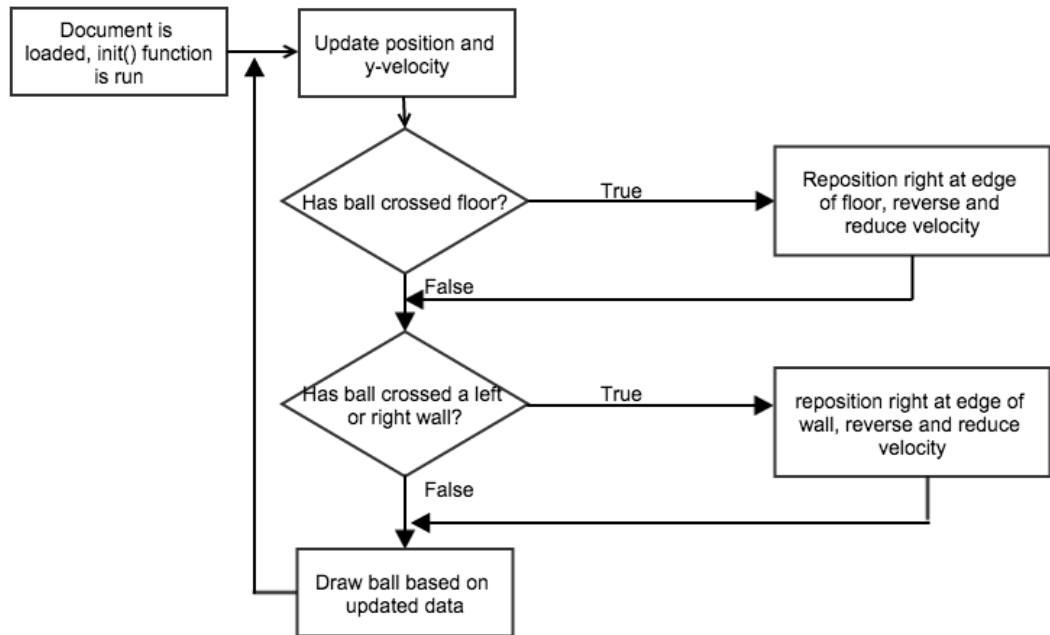 Document is
loaded, init() function
is run
Update position and
y-velocity
Has ball crossed floor?
True
Reposition right at edge
of floor, reverse and
reduce velocity
False
Has ball crossed a left
or right wall?
True
reposition right at edge of
wall, reverse and reduce
velocity
False
Draw ball based on
updated data